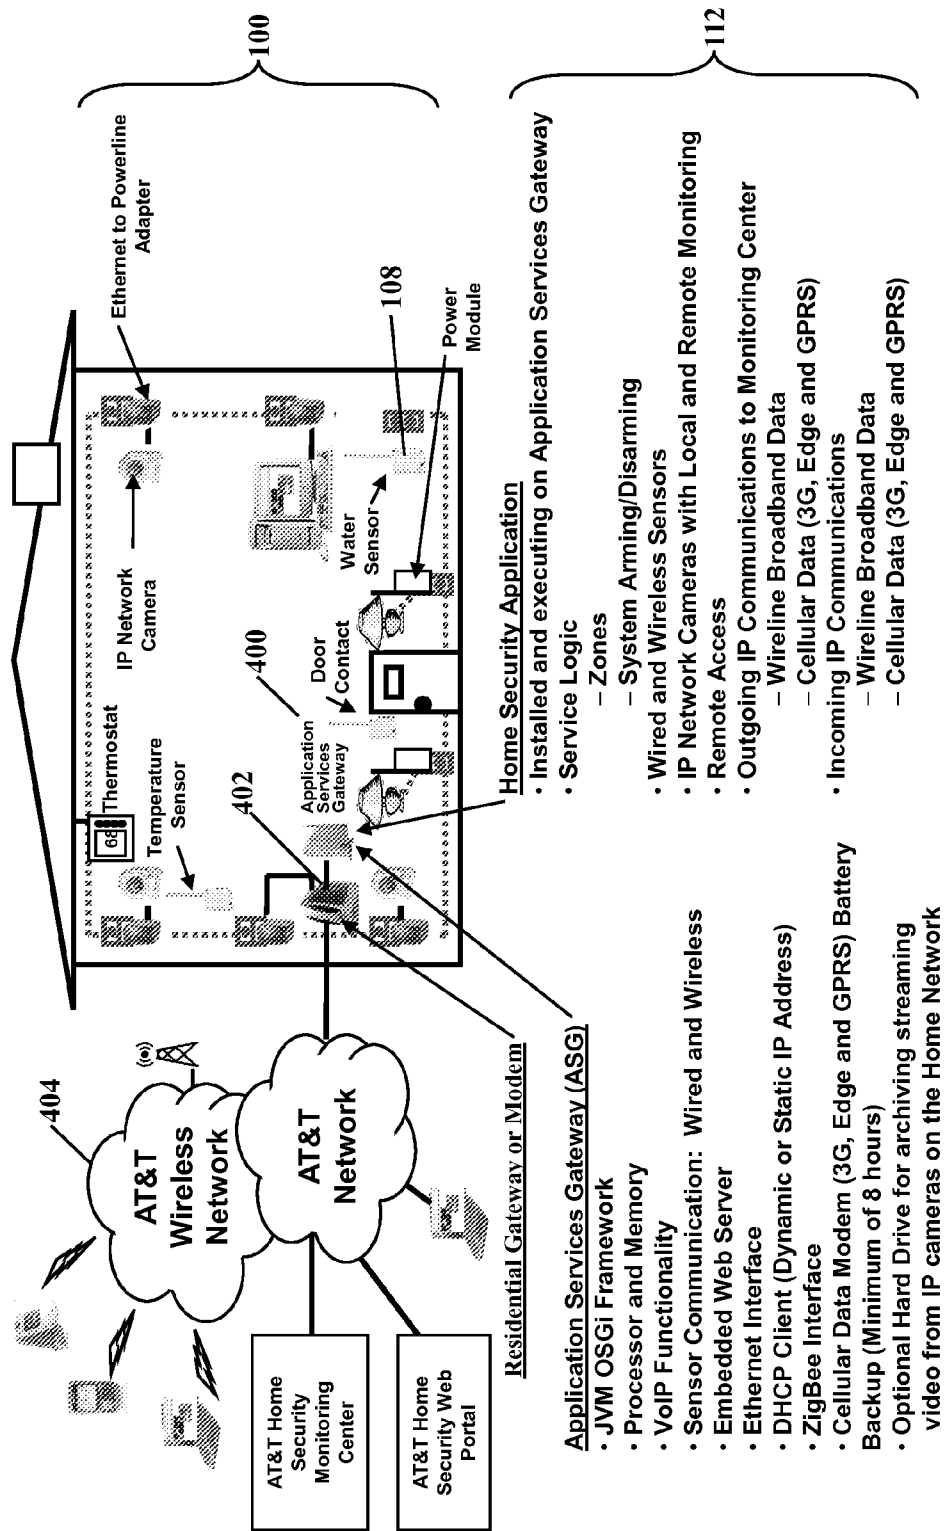 404
AT&T
Wireless
Network
AT&T
Network
AT&T Home
Security
Monitoring
Center
AT&T Home
Security Web
Portal
Residential Gateway or Modem
Thermostat
68
Temperature
Sensor
IP Network
Camera
Ethernet to Powerline
Adapter
100
402
Application
Services
Gateway
400
Door
Contact
Water
Sensor
108
Power
Module
Application Services Gateway (ASG)
• JVM OSGi Framework
• Processor and Memory
• VoIP Functionality
• Sensor Communication: Wired and Wireless
• Embedded Web Server
• Ethernet Interface
• DHCP Client (Dynamic or Static IP Address)
• ZigBee Interface
• Cellular Data Modem (3G, Edge and GPRS) Battery
Backup (Minimum of 8 hours)
• Optional Hard Drive for archiving streaming
video from IP cameras on the Home Network
Home Security Application
• Installed and executing on Application Services Gateway
• Service Logic
– Zones
– System Arming/Disarming
• Wired and Wireless Sensors
• IP Network Cameras with Local and Remote Monitoring
• Remote Access
• Outgoing IP Communications to Monitoring Center
– Wireline Broadband Data
– Cellular Data (3G, Edge and GPRS)
• Incoming IP Communications
– Wireline Broadband Data
– Cellular Data (3G, Edge and GPRS)
112